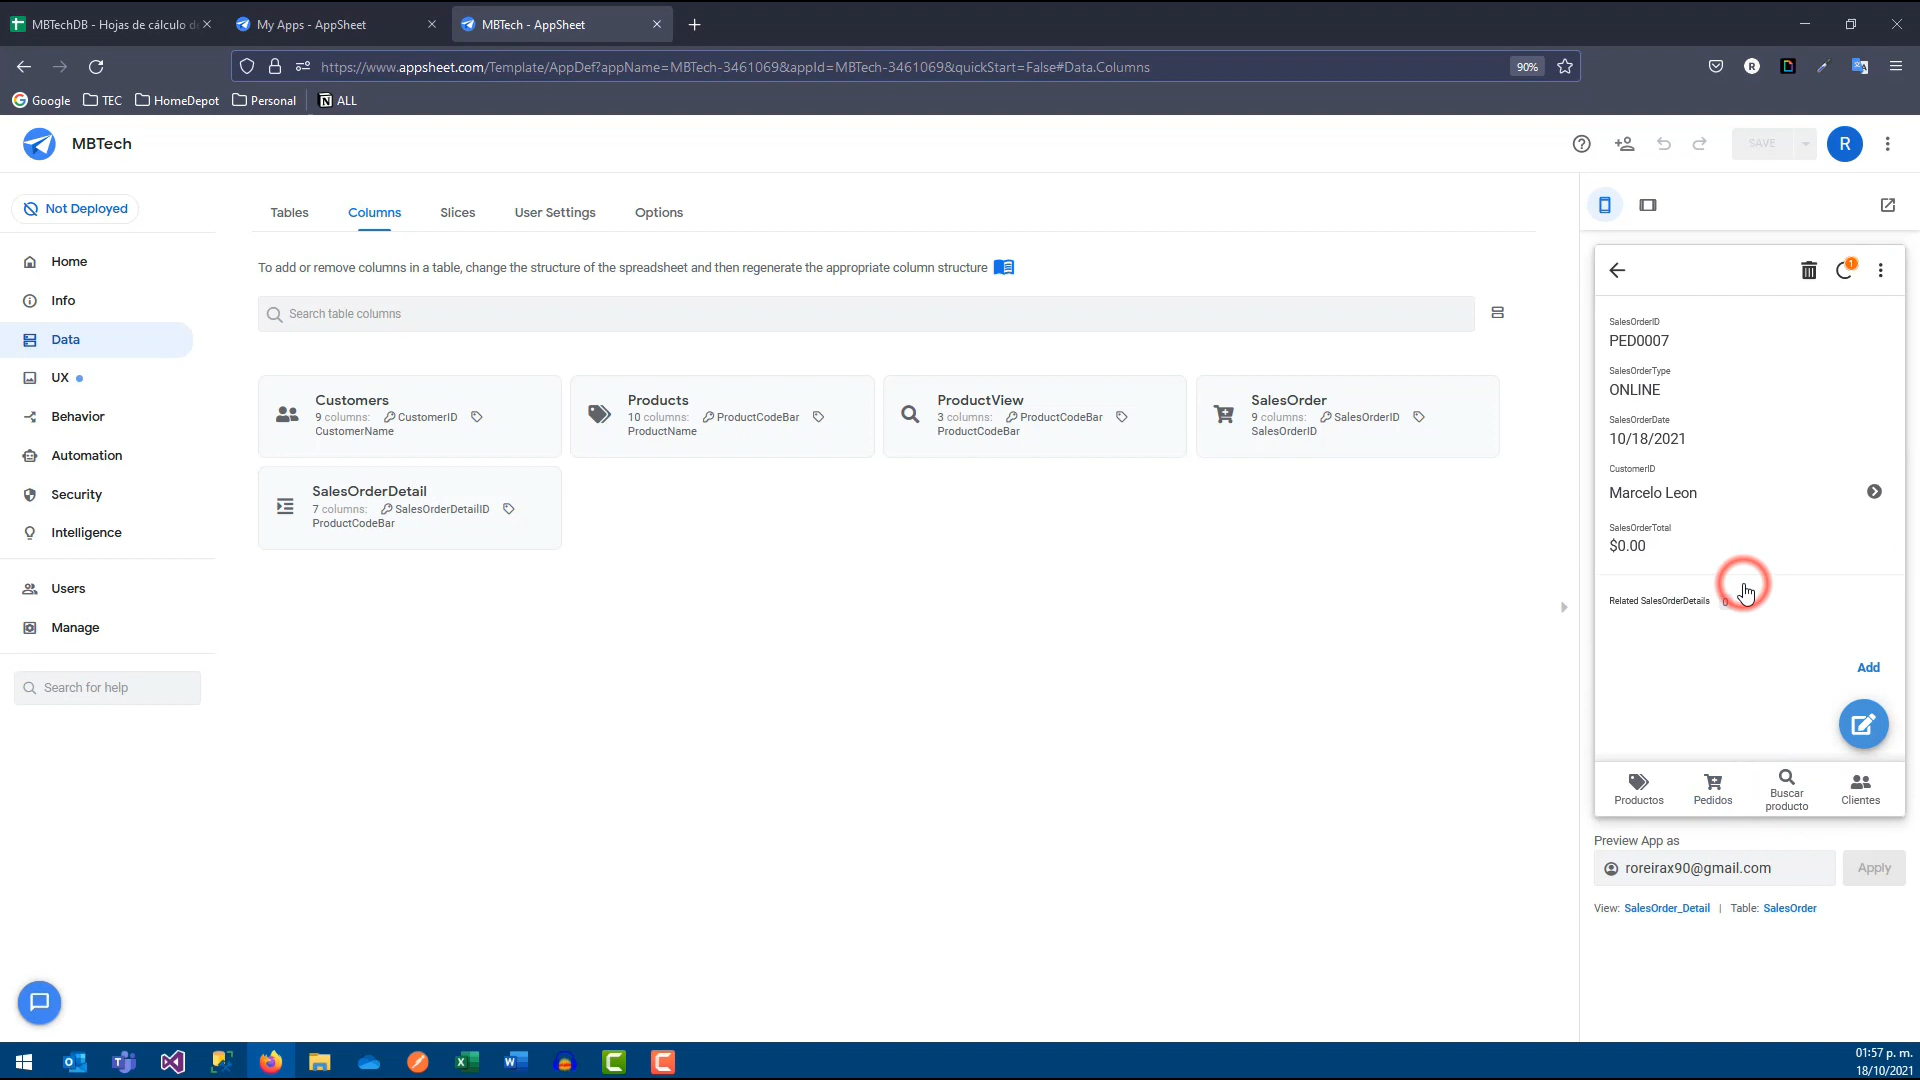 MBTechDB - Hojas de cálculo d
My Apps - AppSheet
MBTech - AppSheet
https://www.appsheet.com/Template/AppDef?appName=MBTech-3461069&appId=MBTech-3461069&quickStart=False#Data.Columns
90%
R
Google
TEC
HomeDepot
Personal
ALL
MBTech
SAVE
R
Not Deployed
Home
Info
Data
UX
Behavior
Automation
Security
Intelligence
Users
Manage
Search for help
Tables
Columns
Slices
User Settings
Options
To add or remove columns in a table, change the structure of the spreadsheet and then regenerate the appropriate column structure
Search table columns
Customers
9 columns: CustomerID
CustomerName
Products
10 columns: ProductCodeBar
ProductName
ProductView
3 columns: ProductCodeBar
ProductCodeBar
SalesOrder
9 columns: SalesOrderID
SalesOrderID
SalesOrderDetail
7 columns: SalesOrderDetailID
ProductCodeBar
1
SalesOrderID
PED0007
SalesOrderType
ONLINE
SalesOrderDate
10/18/2021
CustomerID
Marcelo Leon
SalesOrderTotal
$0.00
Related SalesOrderDetails 0
Add
Productos
Pedidos
Buscar
producto
Clientes
Preview App as
roreirax90@gmail.com
Apply
View: SalesOrder_Detail | Table: SalesOrder
01:57 p. m.
18/10/2021